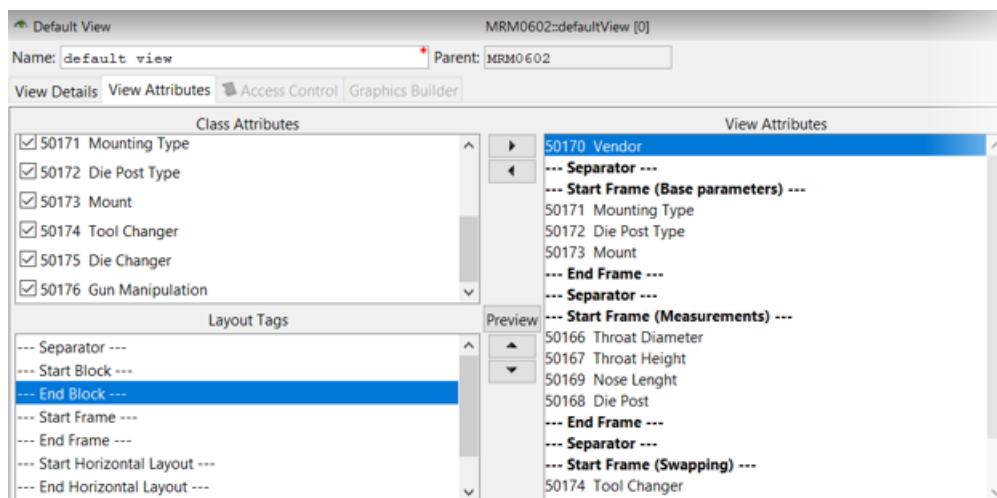 Default View
MRM0602::defaultView [0]
Name: default view * Parent: MRM0602
View Details View Attributes Access Control Graphics Builder
Class Attributes
50171 Mounting Type
50172 Die Post Type
50173 Mount
50174 Tool Changer
50175 Die Changer
50176 Gun Manipulation
Layout Tags
--- Separator ---
--- Start Block ---
--- End Block ---
--- Start Frame ---
--- End Frame ---
--- Start Horizontal Layout ---
--- End Horizontal Layout ---
Preview
View Attributes
50170 Vendor
--- Separator ---
--- Start Frame (Base parameters) ---
50171 Mounting Type
50172 Die Post Type
50173 Mount
--- End Frame ---
--- Separator ---
--- Start Frame (Measurements) ---
50166 Throat Diameter
50167 Throat Height
50169 Nose Lenght
50168 Die Post
--- End Frame ---
--- Separator ---
--- Start Frame (Swapping) ---
50174 Tool Changer